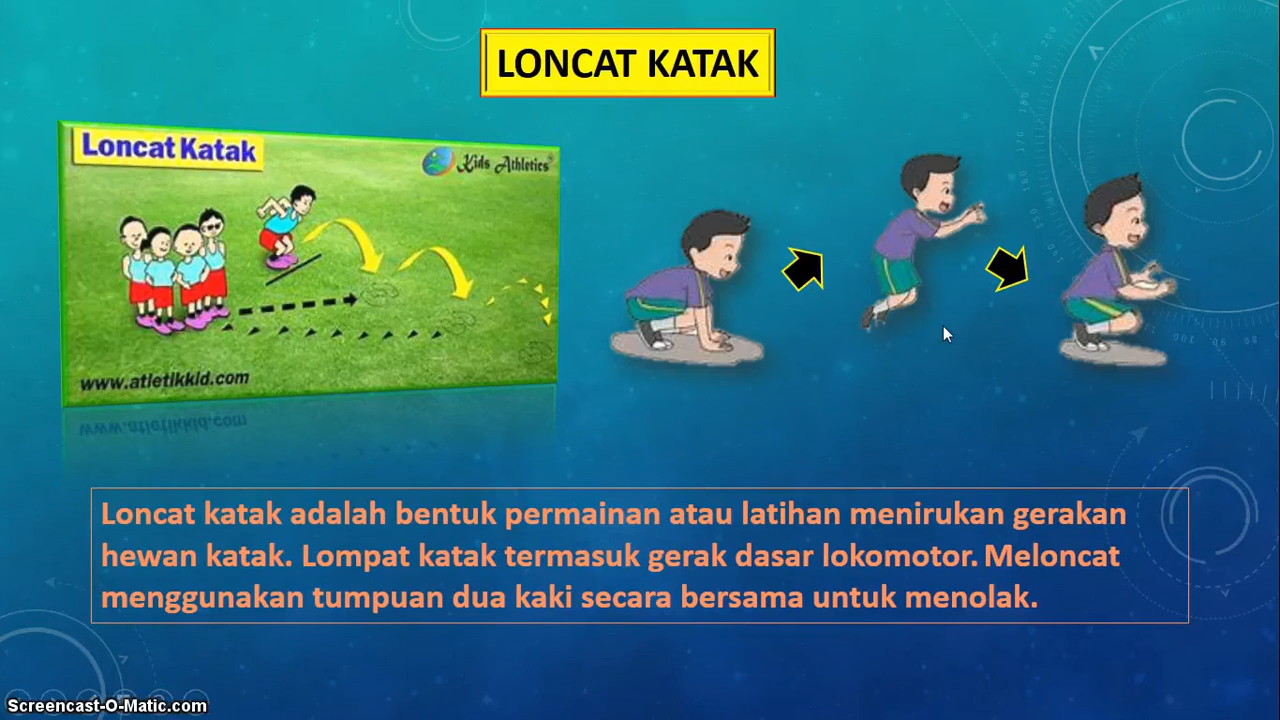 LONCAT KATAK
Loncat Katak
Kids Athletics
www.atletikkid.com
Loncat katak adalah bentuk permainan atau latihan menirukan gerakan
hewan katak. Lompat katak termasuk gerak dasar lokomotor. Meloncat
menggunakan tumpuan dua kaki secara bersama untuk menolak.
Screencast-O-Matic.com